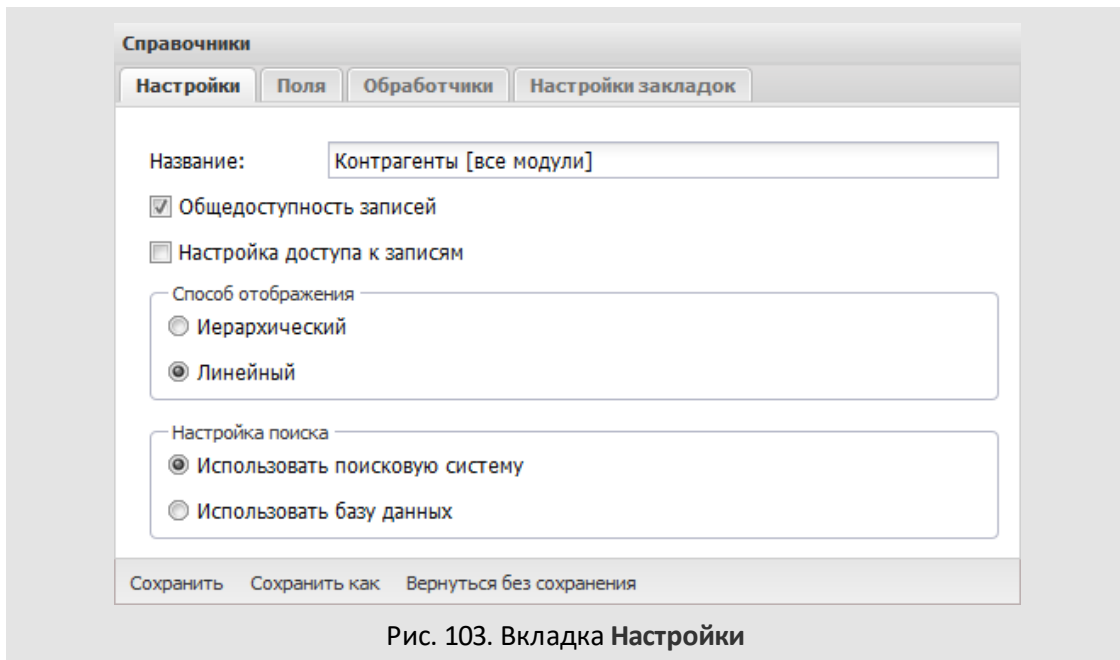 Справочники
Настройки Поля Обработчики Настройки закладок
Название: Контрагенты [все модули]
Общедоступность записей
Настройка доступа к записям
Способ отображения
Иерархический
Линейный
Настройка поиска
Использовать поисковую систему
Использовать базу данных
Сохранить Сохранить как Вернуться без сохранения
Рис. 103. Вкладка Настройки